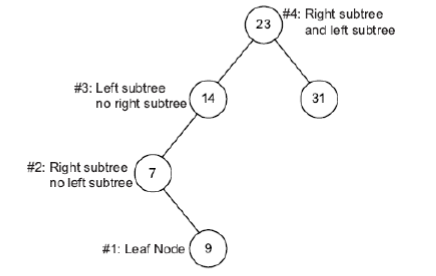 23
#4: Right subtree
and left subtree
#3: Left subtree
no right subtree
14
31
#2: Right subtree
no left subtree
7
#1: Leaf Node
9